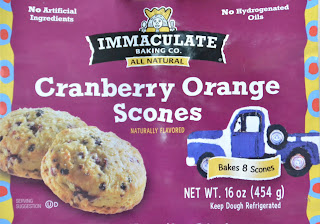 No Artificial
Ingredients
No Hydrogenated
Oils
IMMACULATE
BAKING CO.
ALL NATURAL
Cranberry Orange
Scones
NATURALLY FLAVORED
Bakes 8 Scones
SERVING
SUGGESTION
U D
NET WT. 16 oz (454 g)
Keep Dough Refrigerated